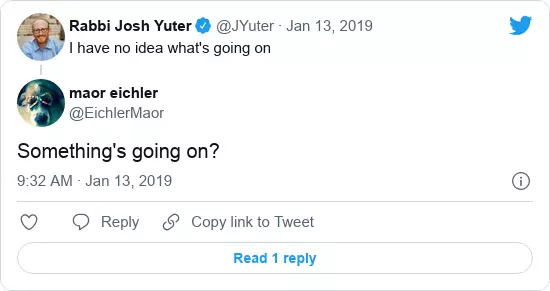 Rabbi Josh Yuter @JYuter · Jan 13, 2019
I have no idea what's going on
maor eichler
@EichlerMaor
Something's going on?
9:32 AM · Jan 13, 2019
Reply Copy link to Tweet
Read 1 reply